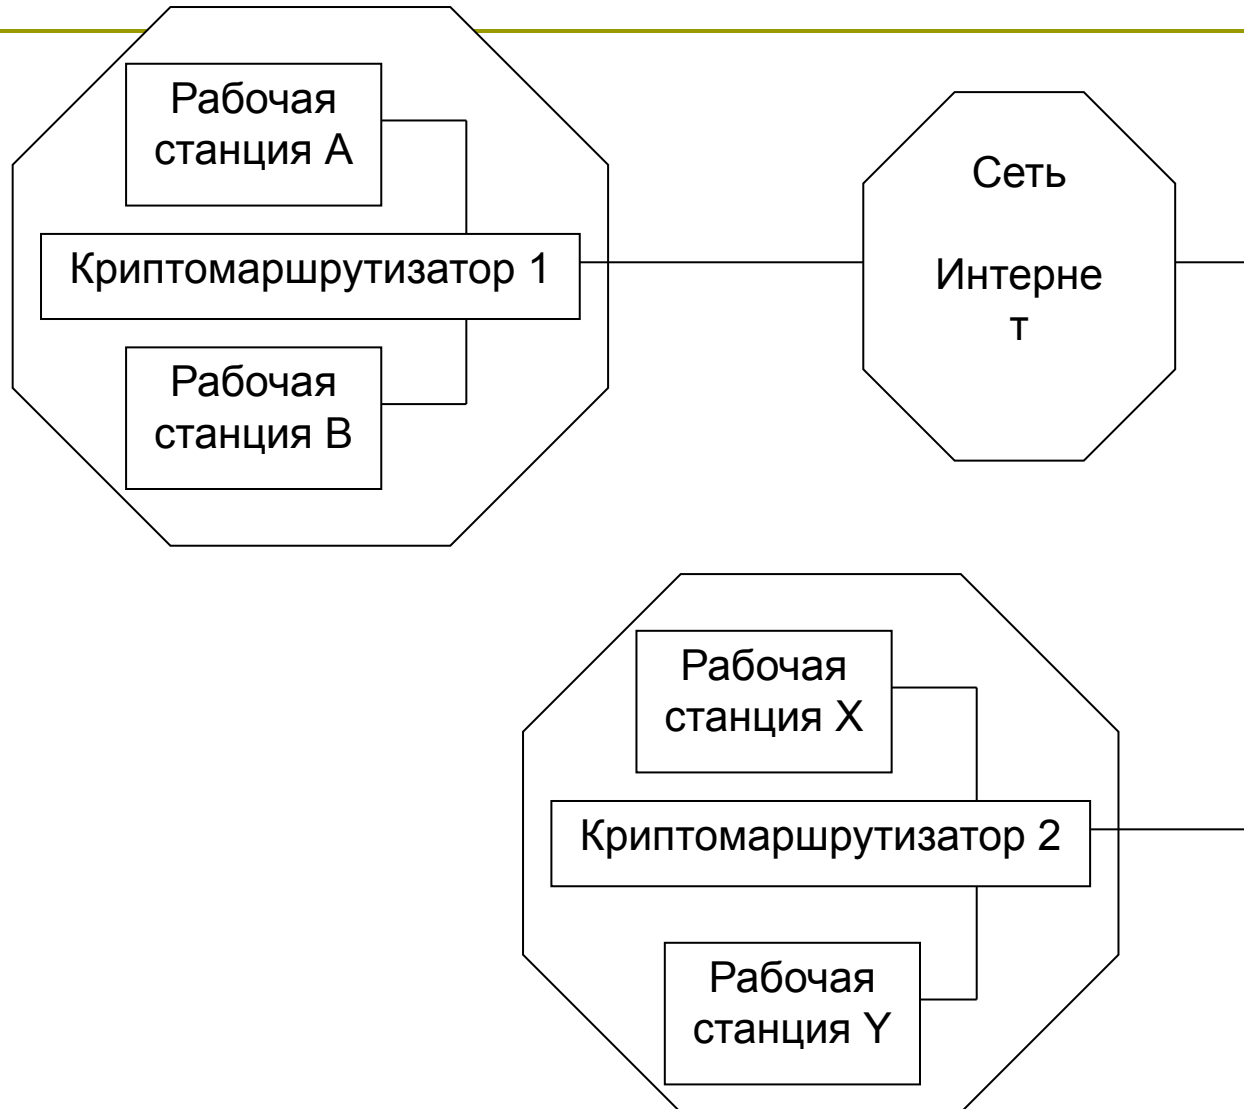 Рабочая
станция A
Криптомаршрутизатор 1
Рабочая
станция B
Сеть
Интерне
т
Рабочая
станция X
Криптомаршрутизатор 2
Рабочая
станция Y